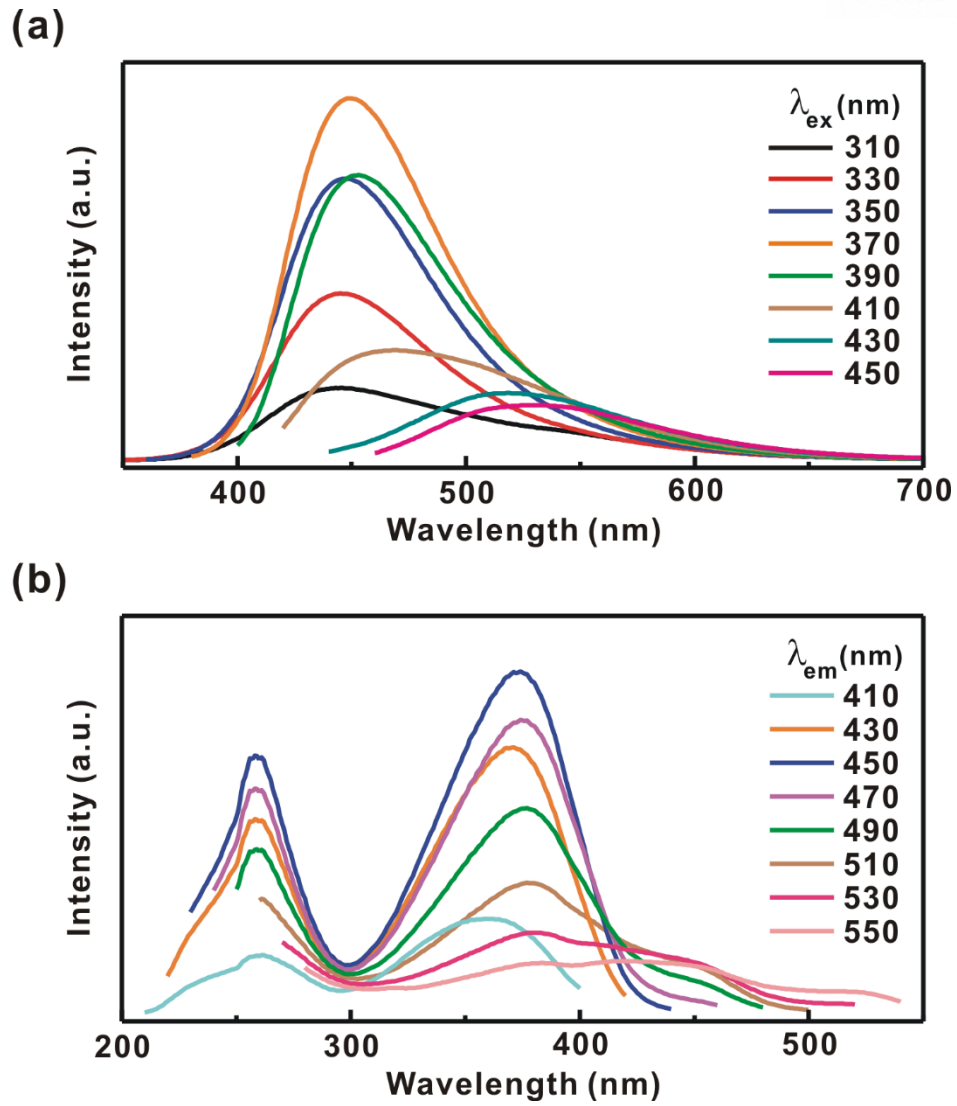 (a)
Intensity (a.u.)
λex (nm)
310
330
350
370
390
410
430
450
400 500 600 700
Wavelength (nm)
(b)
Intensity (a.u.)
λem (nm)
410
430
450
470
490
510
530
550
200 300 400 500
Wavelength (nm)